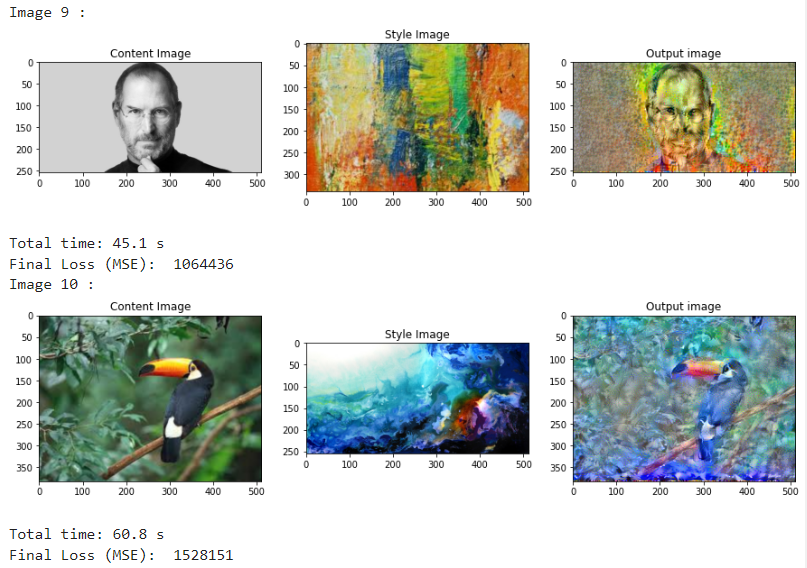 Image 9 :
Content Image
Style Image
Output image
0
50
100
150
200
250
0 100 200 300 400 500
0
50
100
150
200
250
300
0 100 200 300 400 500
0
50
100
150
200
250
0 100 200 300 400 500
Total time: 45.1 s
Final Loss (MSE):  1064436
Image 10 :
Content Image
Style Image
Output image
0
50
100
150
200
250
300
350
0 100 200 300 400 500
0
50
100
150
200
250
0 100 200 300 400 500
0
50
100
150
200
250
300
350
0 100 200 300 400 500
Total time: 60.8 s
Final Loss (MSE):  1528151